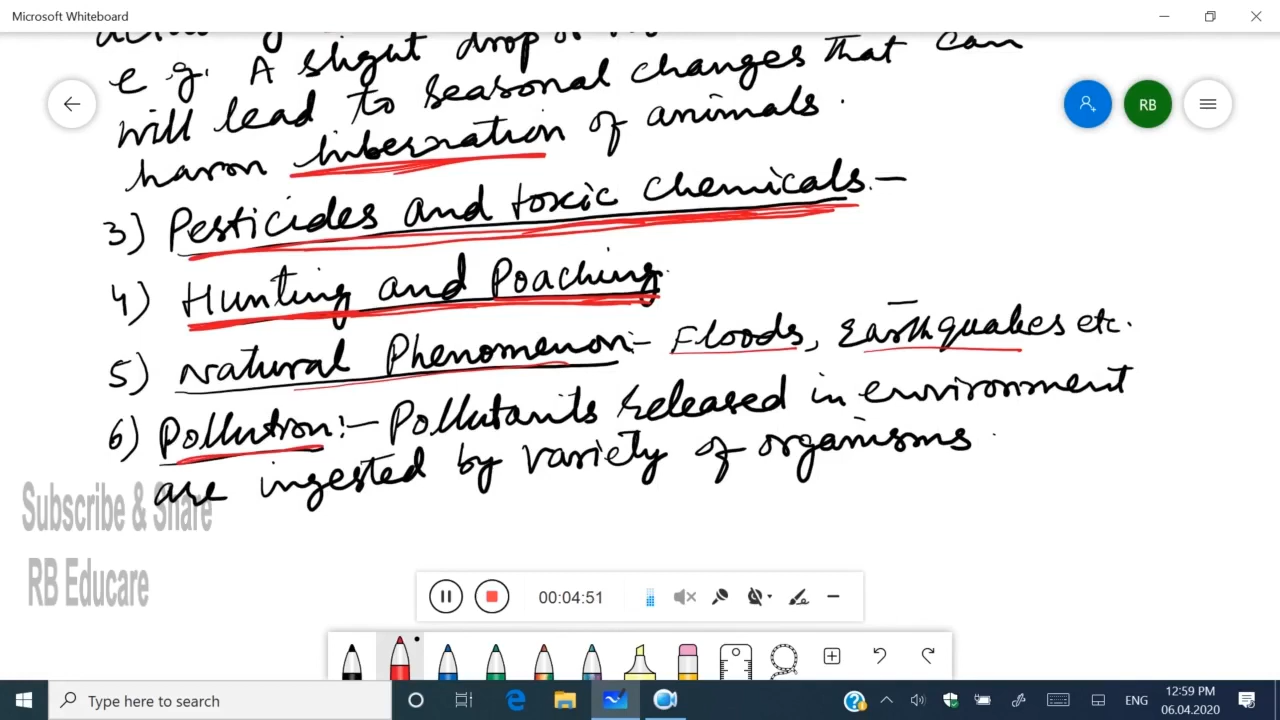 Microsoft Whiteboard
slight drop of
e.g. A slight drop
will lead to seasonal changes that can
harm hibernation of animals.
3) Pesticides and toxic chemicals.-
4) Hunting and Poaching.
5) Natural Phenomenon:- Floods, Earthquakes etc.
6) Pollution:- Pollutants released in environment
are ingested by variety of organisms.
Subscribe & Share
RB Educare
RB
00:04:51
Type here to search
ENG
12:59 PM
06.04.2020